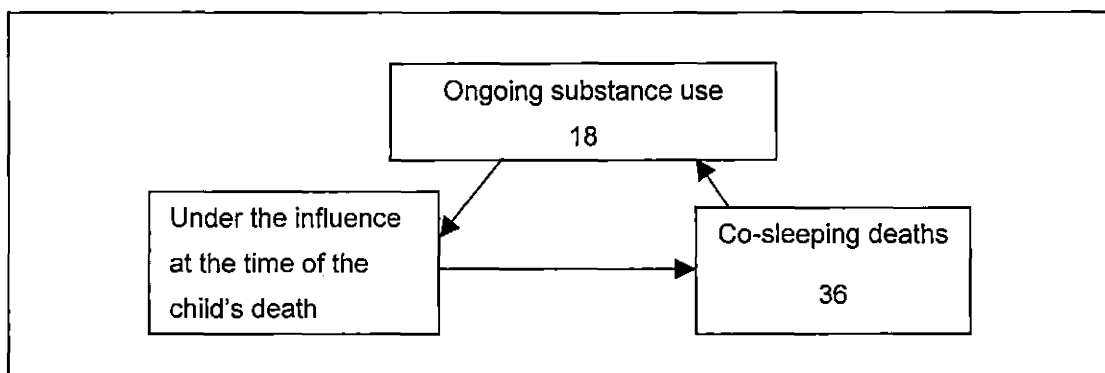 Ongoing substance use
18
Under the influence
at the time of the
child's death
Co-sleeping deaths
36